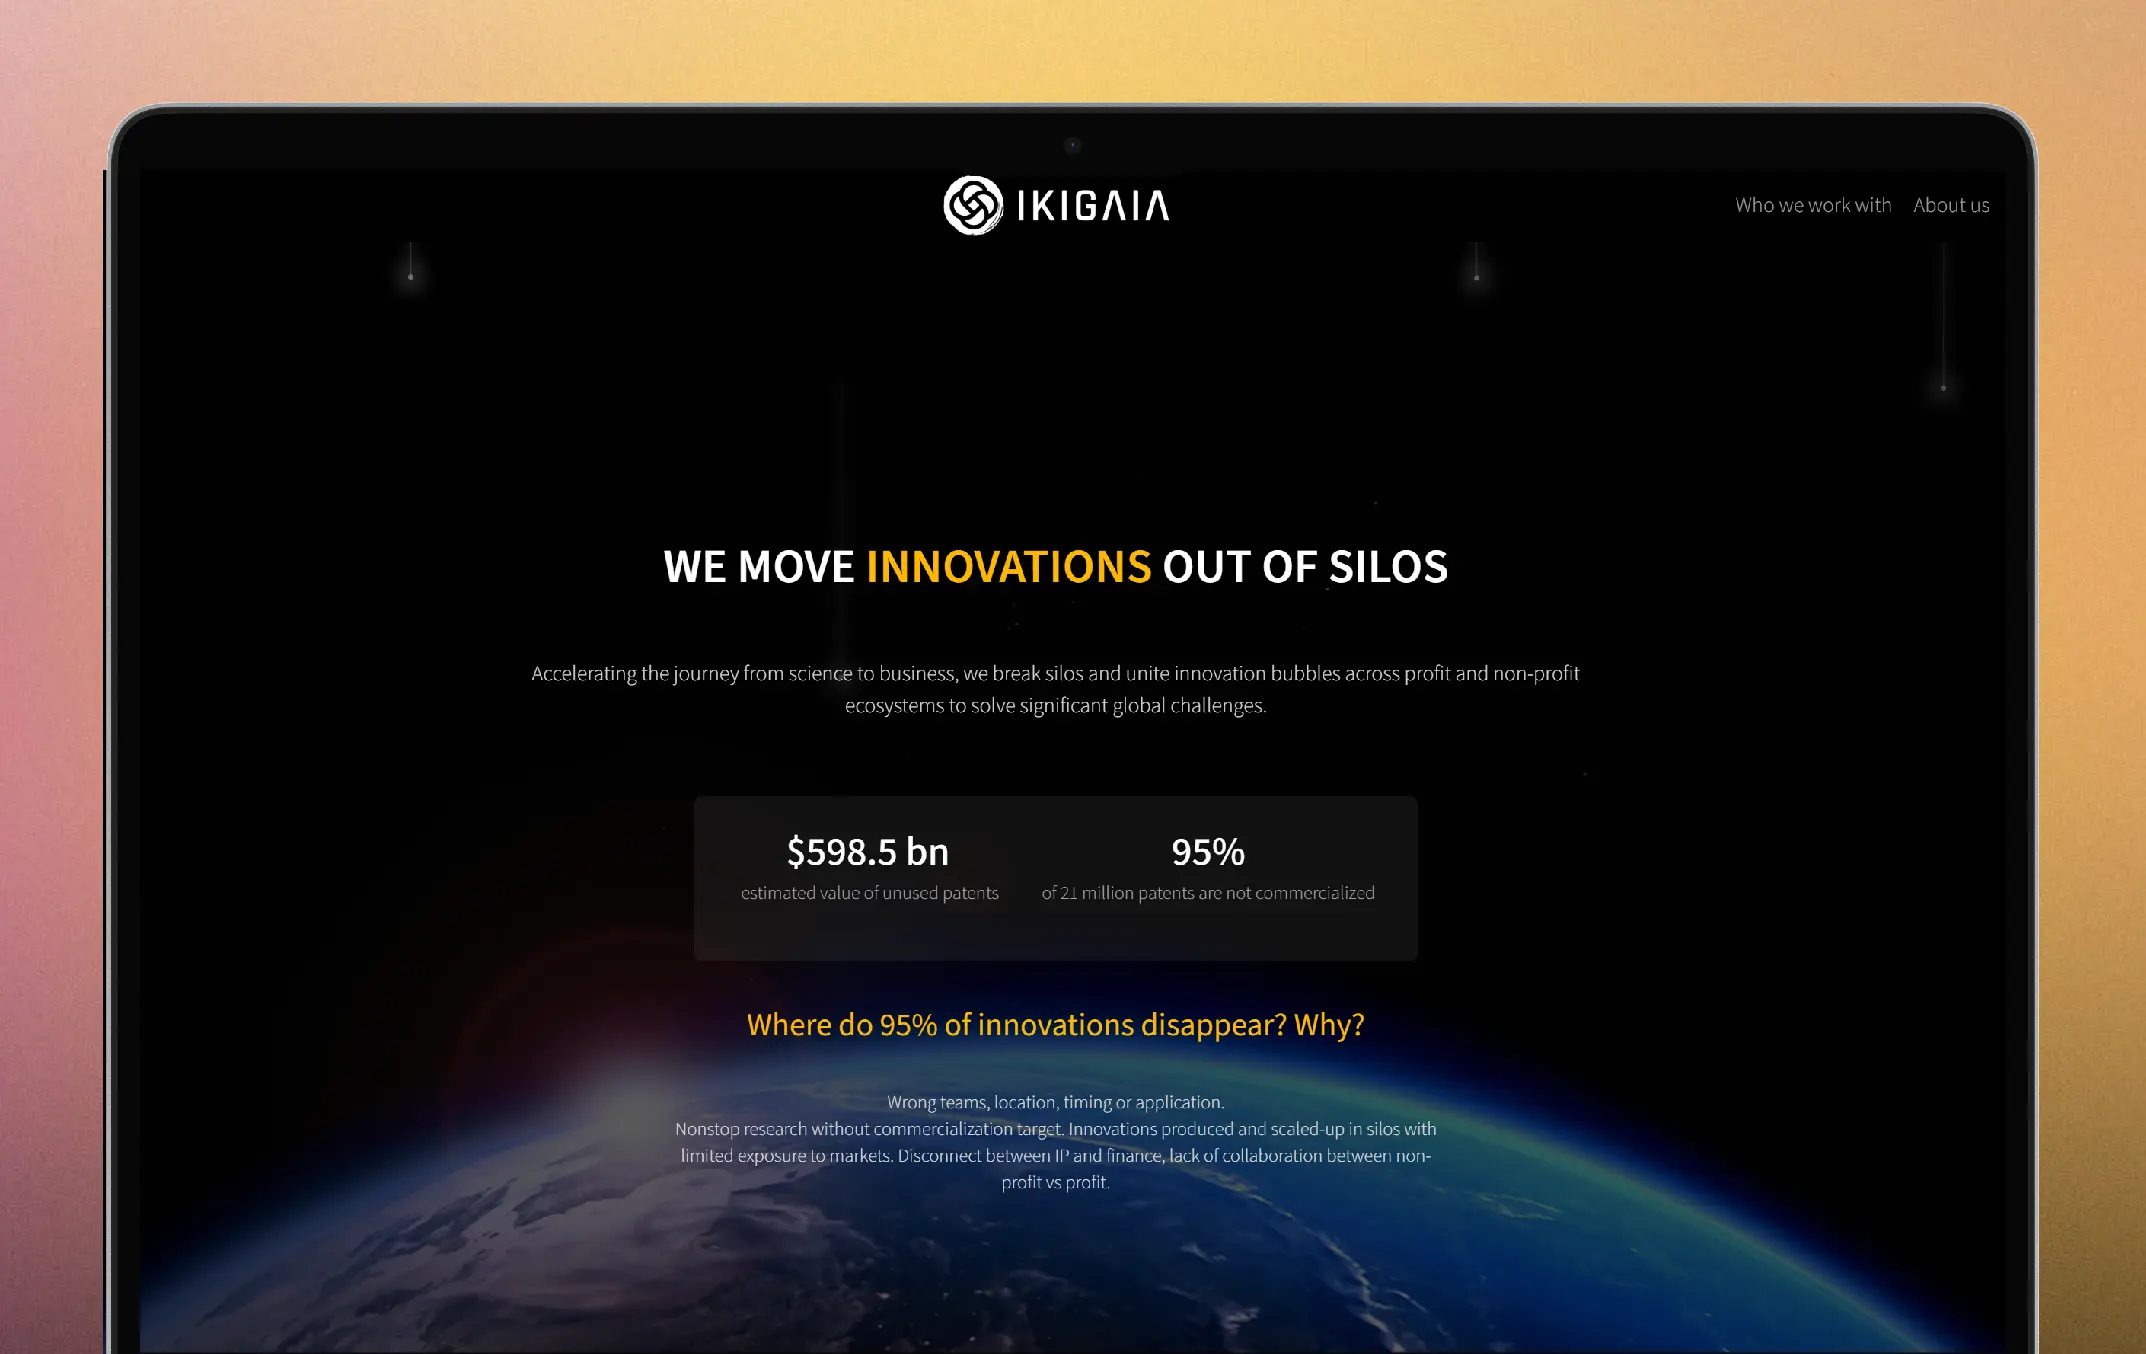 IKIGAIA
Who we work with
About us
WE MOVE INNOVATIONS OUT OF SILOS
Accelerating the journey from science to business, we break silos and unite innovation bubbles across profit and non-profit
ecosystems to solve significant global challenges.
$598.5 bn
estimated value of unused patents
95%
of 21 million patents are not commercialized
Where do 95% of innovations disappear? Why?
Wrong teams, location, timing or application.
Nonstop research without commercialization target. Innovations produced and scaled-up in silos with
limited exposure to markets. Disconnect between IP and finance, lack of collaboration between non-
profit vs profit.